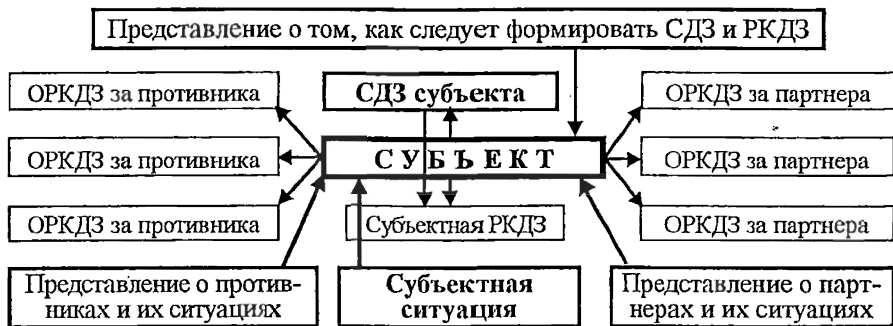 Представление о том, как следует формировать СДЗ и РКДЗ
ОРКДЗ за противника
СДЗ субъекта
ОРКДЗ за партнера
ОРКДЗ за противника
СУБЪЕКТ
ОРКДЗ за партнера
ОРКДЗ за противника
Субъектная РКДЗ
ОРКДЗ за партнера
Представление о против-
никах и их ситуациях
Субъектная
ситуация
Представление о парт-
нерах и их ситуациях